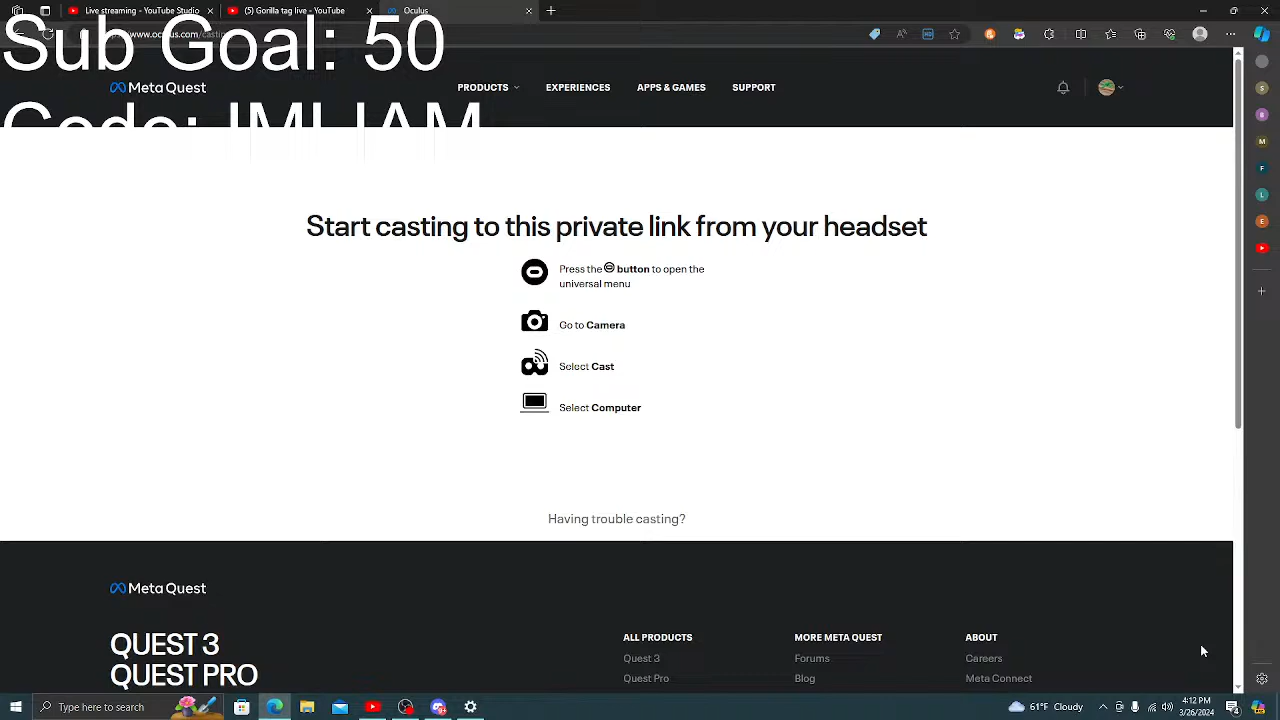 Live streaming - YouTube Studio
(5) Gorilla tag live - YouTube
Oculus
Sub Goal: 50
Meta Quest
PRODUCTS
EXPERIENCES
APPS & GAMES
SUPPORT
Start casting to this private link from your headset
Press the button to open the
universal menu
Go to Camera
Select Cast
Select Computer
Having trouble casting?
Meta Quest
QUEST 3
QUEST PRO
ALL PRODUCTS
Quest 3
Quest Pro
MORE META QUEST
Forums
Blog
ABOUT
Careers
Meta Connect
Type here to search
61°F Cloudy
4:12 PM
3/26/2024